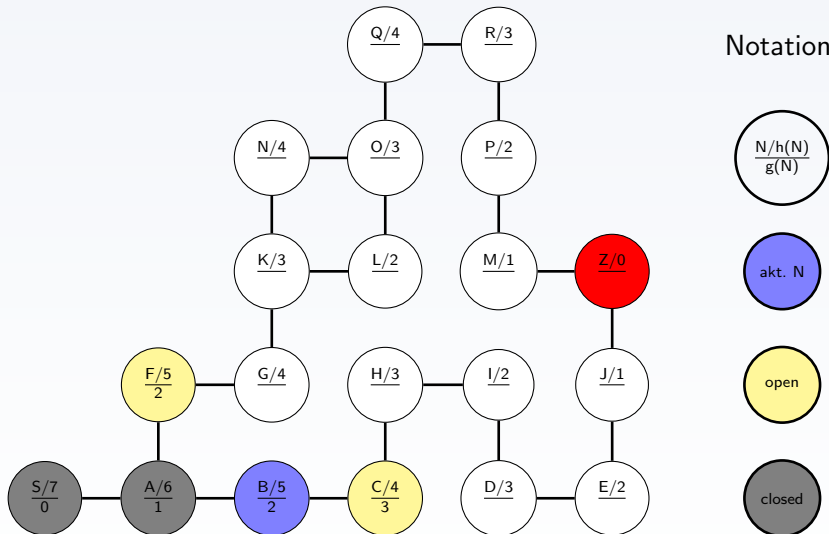 Q/4
R/3
Notation
N/4
O/3
P/2
N/h(N)
g(N)
K/3
L/2
M/1
Z/0
akt. N
F/5
2
G/4
H/3
I/2
J/1
open
S/7
0
A/6
1
B/5
2
C/4
3
D/3
E/2
closed